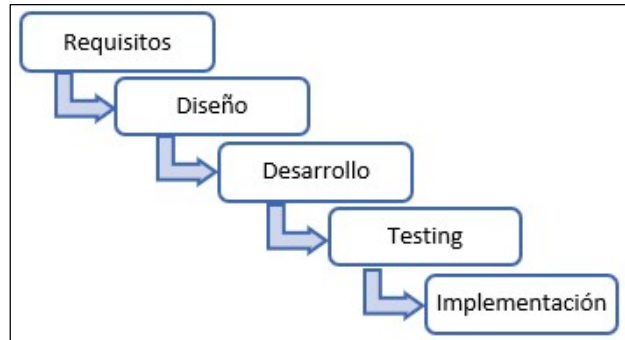 Requisitos
Diseño
Desarrollo
Testing
Implementación